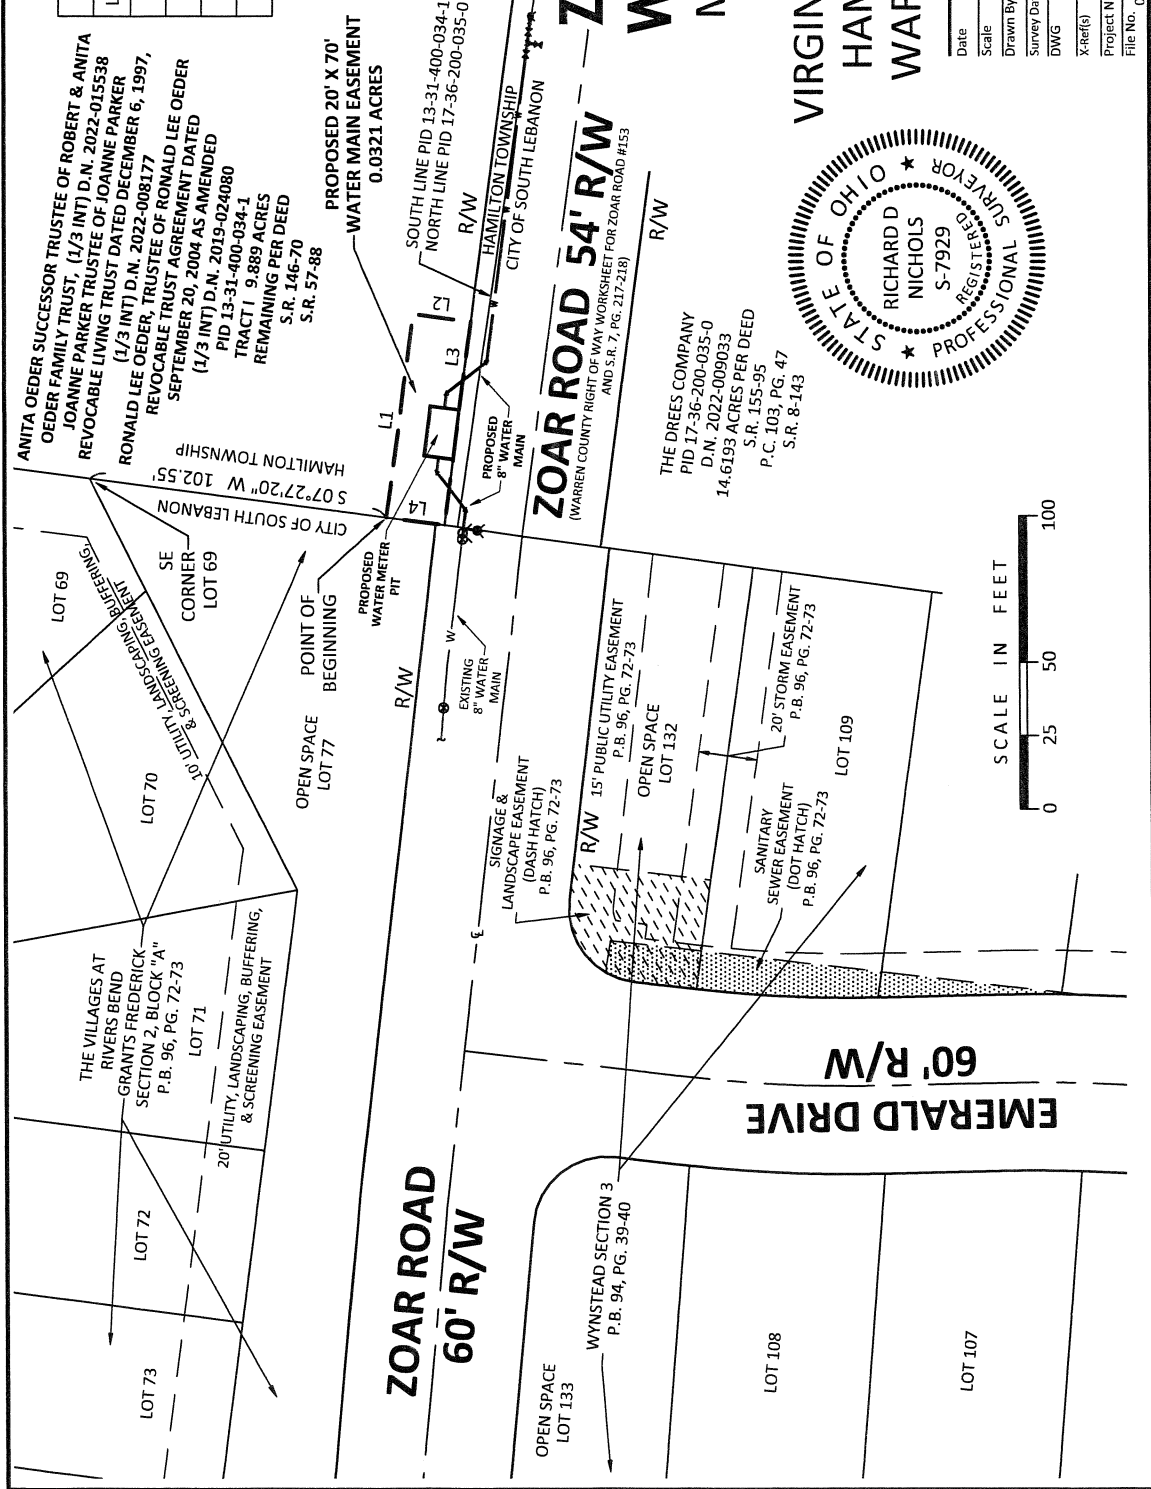 ANITA OEDER SUCCESSOR TRUSTEE OF ROBERT & ANITA
OEDER FAMILY TRUST, (1/3 INT) D.N. 2022-015538
JOANNE PARKER TRUSTEE OF JOANNE PARKER
REVOCABLE LIVING TRUST DATED DECEMBER 6, 1997,
(1/3 INT) D.N. 2022-008177
RONALD LEE OEDER, TRUSTEE OF RONALD LEE OEDER
REVOCABLE TRUST AGREEMENT DATED
SEPTEMBER 20, 2004 AS AMENDED
(1/3 INT) D.N. 2019-024080
PID 13-31-400-034-1
TRACT I 9.889 ACRES
REMAINING PER DEED
S.R. 146-70
S.R. 57-88
PROPOSED 20' X 70'
WATER MAIN EASEMENT
0.0321 ACRES
SOUTH LINE PID 13-31-400-034-1
NORTH LINE PID 17-36-200-035-0
R/W
HAMILTON TOWNSHIP
CITY OF SOUTH LEBANON
W
W
W
L1
L2
L3
L4
S 07°27'20" W 102.55'
HAMILTON TOWNSHIP
CITY OF SOUTH LEBANON
LOT 69
10' UTILITY, LANDSCAPING, BUFFERING,
& SCREENING EASEMENT
SE
CORNER
LOT 69
POINT OF
BEGINNING
PROPOSED
WATER METER
PIT
PROPOSED
8" WATER
MAIN
ZOAR ROAD 54' R/W
(WARREN COUNTY RIGHT OF WAY WORKSHEET FOR ZOAR ROAD #153
AND S.R. 7, PG. 217-218)
R/W
THE DREES COMPANY
PID 17-36-200-035-0
D.N. 2022-009033
14.6193 ACRES PER DEED
S.R. 155-95
P.C. 103, PG. 47
S.R. 8-143
LOT 70
OPEN SPACE
LOT 77
R/W
W
EXISTING
8" WATER
MAIN
THE VILLAGES AT
RIVERS BEND
GRANTS FREDERICK
SECTION 2, BLOCK "A"
P.B. 96, PG. 72-73
LOT 71
20' UTILITY, LANDSCAPING, BUFFERING,
& SCREENING EASEMENT
LOT 72
LOT 73
ZOAR ROAD
60' R/W
SIGNAGE &
LANDSCAPE EASEMENT
(DASH HATCH)
P.B. 96, PG. 72-73
R/W
15' PUBLIC UTILITY EASEMENT
P.B. 96, PG. 72-73
OPEN SPACE
LOT 132
20' STORM EASEMENT
P.B. 96, PG. 72-73
SANITARY
SEWER EASEMENT
(DOT HATCH)
P.B. 96, PG. 72-73
LOT 109
EMERALD DRIVE
60' R/W
WYNSTEAD SECTION 3
P.B. 94, PG. 39-40
OPEN SPACE
LOT 133
LOT 108
LOT 107
SCALE IN FEET
0 25 50 100
STATE OF OHIO
RICHARD D
NICHOLS
S-7929
REGISTERED
PROFESSIONAL SURVEYOR
VIRGIN
HAM
WAR
Date
Scale
Drawn By
Survey Da
DWG
X-Ref(s)
Project N
File No.